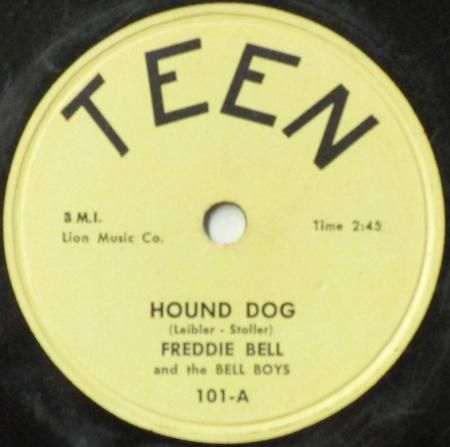 TEEN
B M.I.
Lion Music Co.
Time 2:45
HOUND DOG
(Leibler - Stoller)
FREDDIE BELL
and the BELL BOYS
101-A